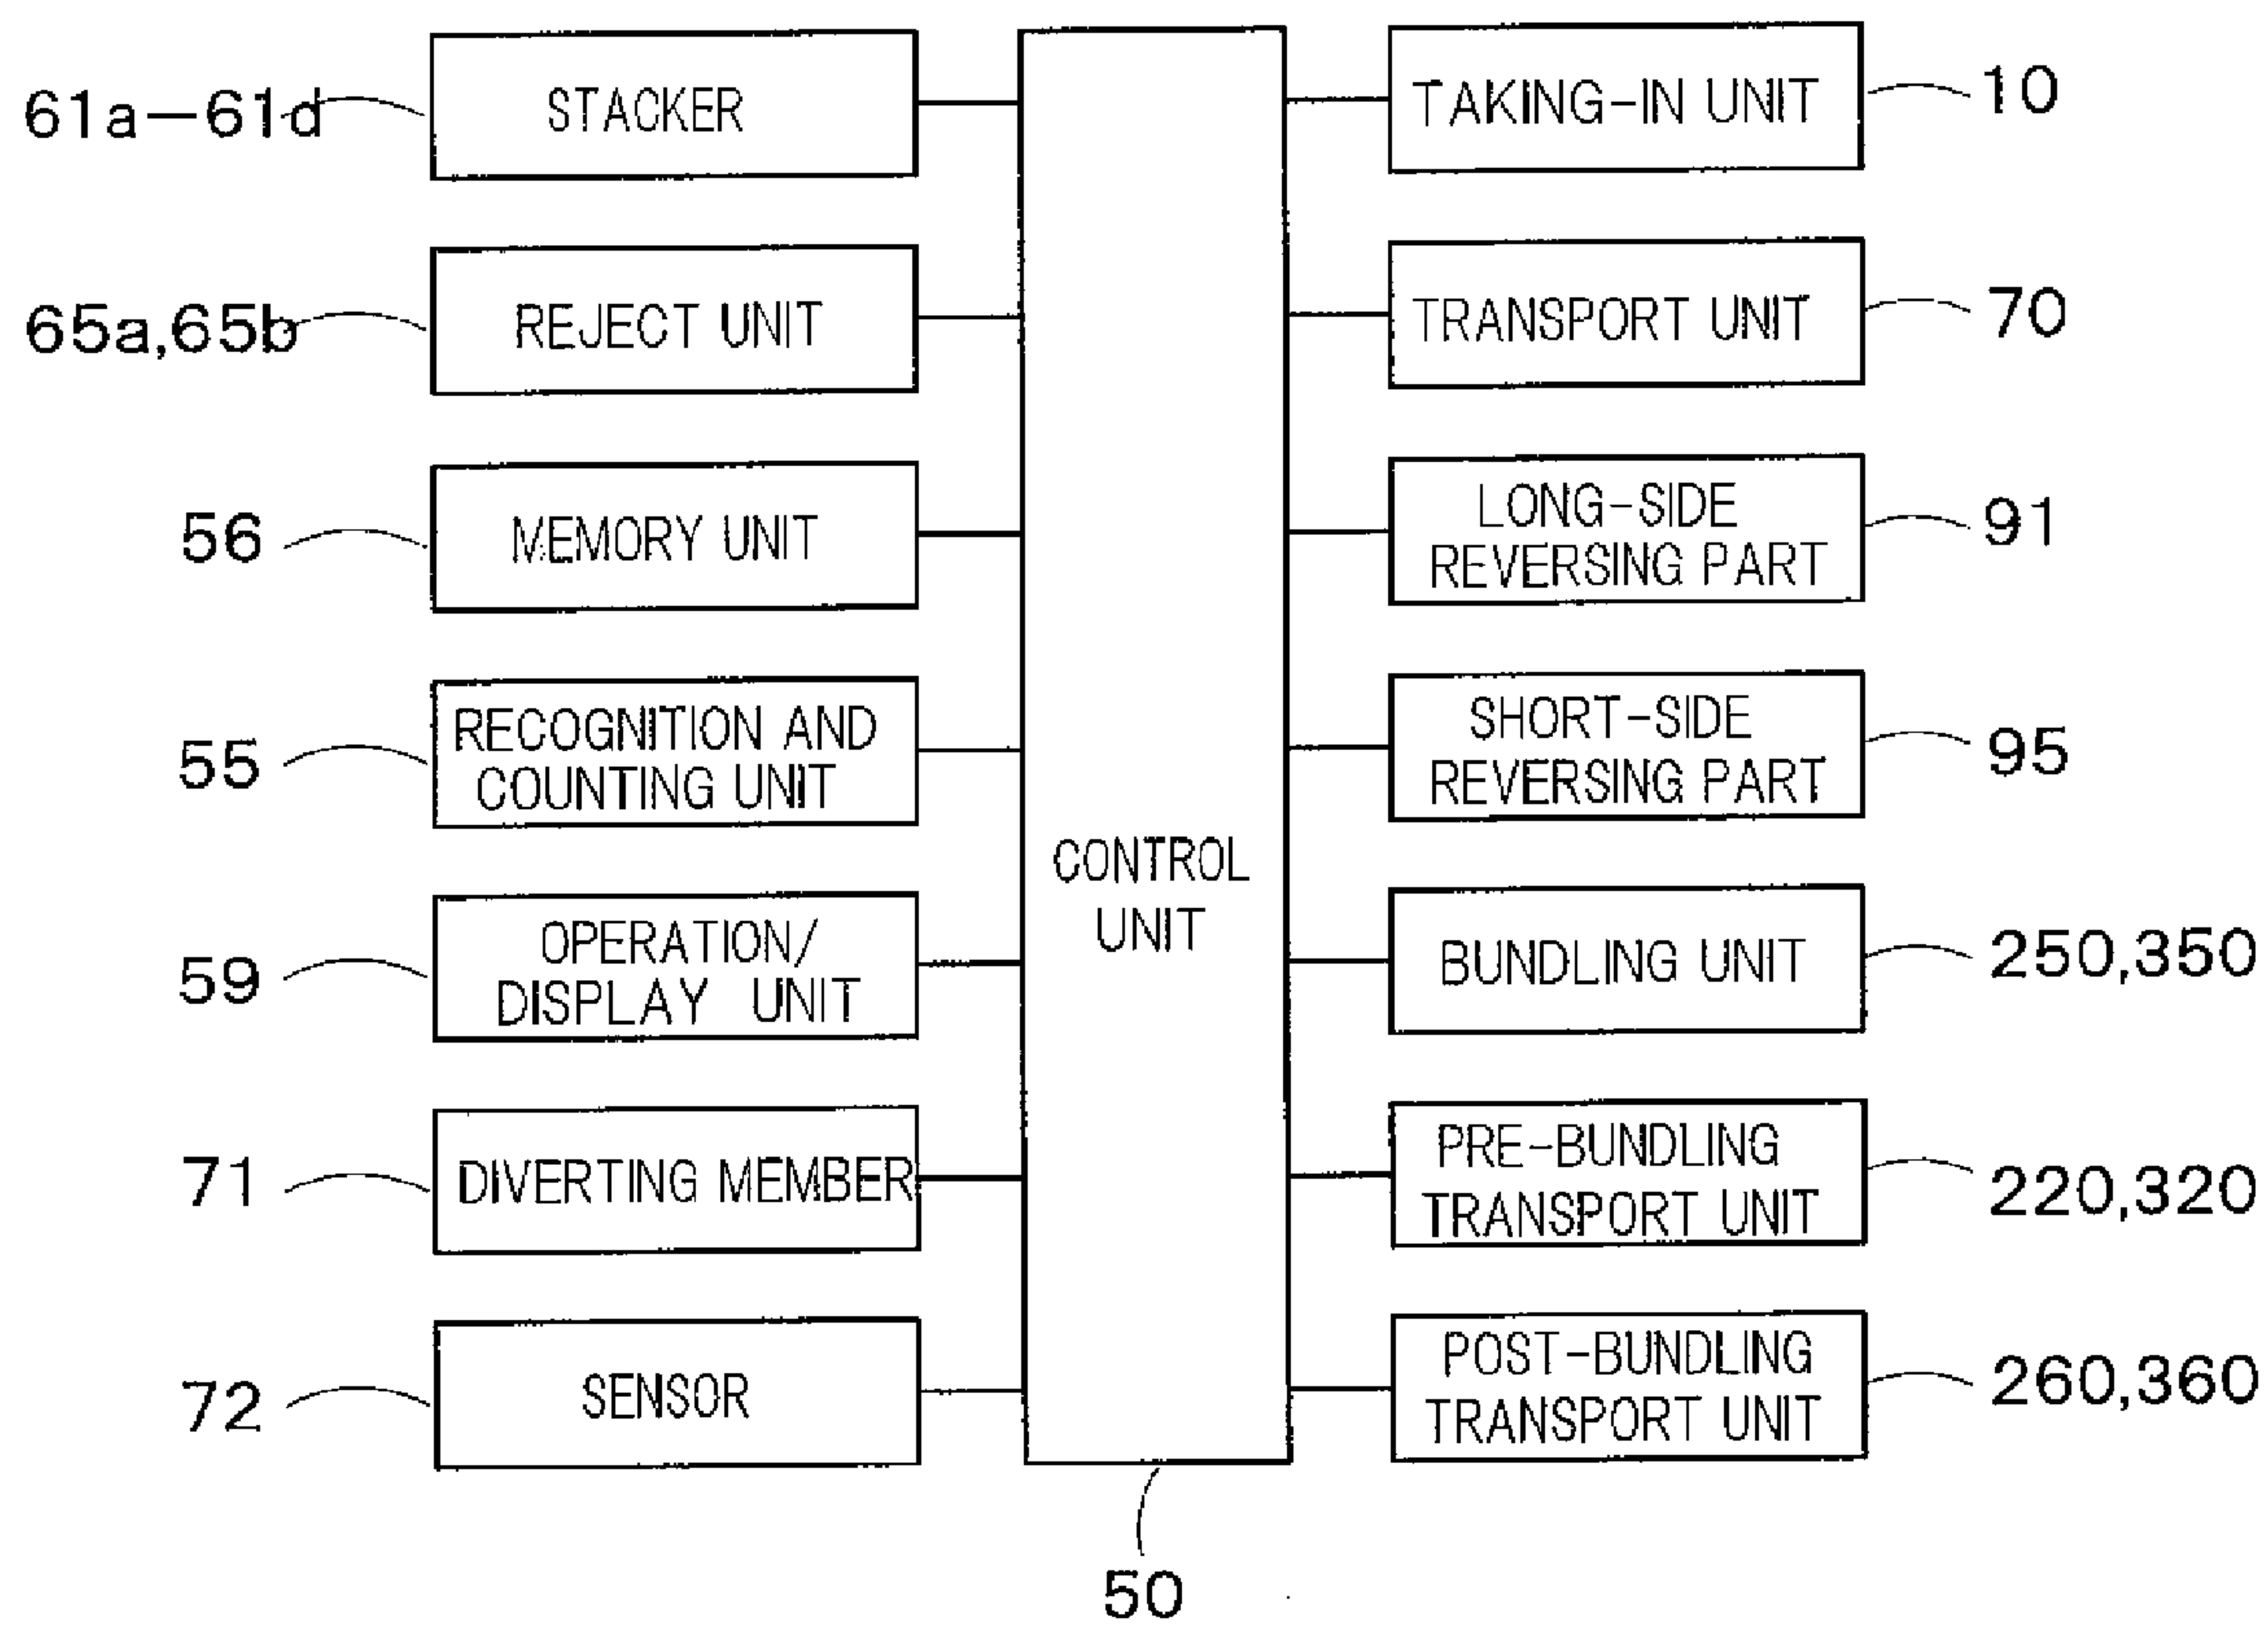 61a-61d
STACKER
TAKING-IN UNIT
10
65a,65b
REJECT UNIT
TRANSPORT UNIT
70
56
MEMORY UNIT
LONG-SIDE
REVERSING PART
91
55
RECOGNITION AND
COUNTING UNIT
SHORT-SIDE
REVERSING PART
95
CONTROL
UNIT
59
OPERATION/
DISPLAY UNIT
BUNDLING UNIT
250,350
71
DIVERTING MEMBER
PRE-BUNDLING
TRANSPORT UNIT
220,320
72
SENSOR
POST-BUNDLING
TRANSPORT UNIT
260,360
50